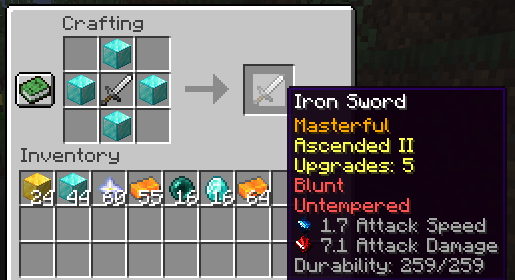 Crafting
Iron Sword
Masterful
Ascended II
Upgrades: 5
Blunt
Untempered
1.7 Attack Speed
7.1 Attack Damage
Durability: 259/259
Inventory
24 44 60 55 16 16 64